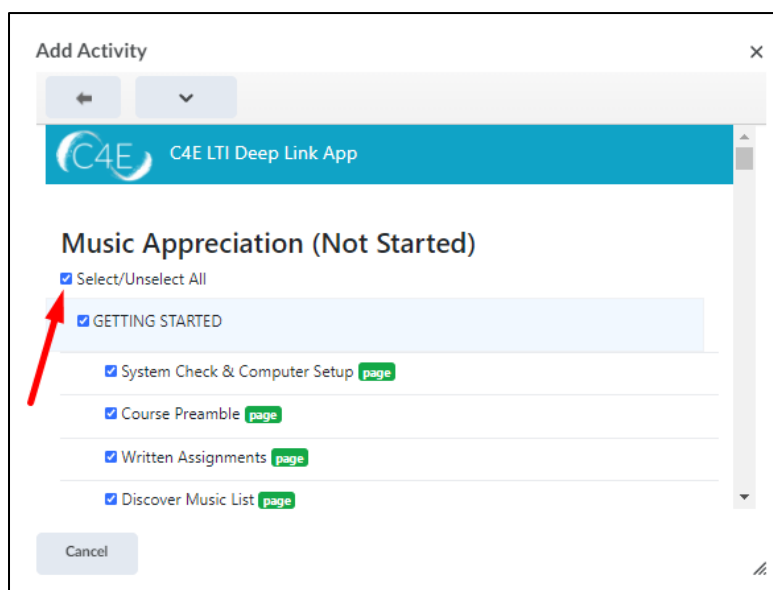 Add Activity
C4E C4E LTI Deep Link App
Music Appreciation (Not Started)
Select/Unselect All
GETTING STARTED
System Check & Computer Setup page
Course Preamble page
Written Assignments page
Discover Music List page
Cancel